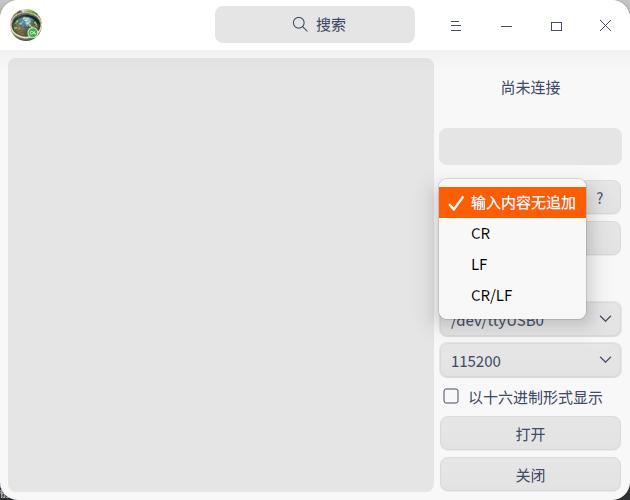 搜索
尚未连接
输入内容无追加
?
CR
LF
CR/LF
/dev/ttyUSB0
115200
以十六进制形式显示
打开
关闭